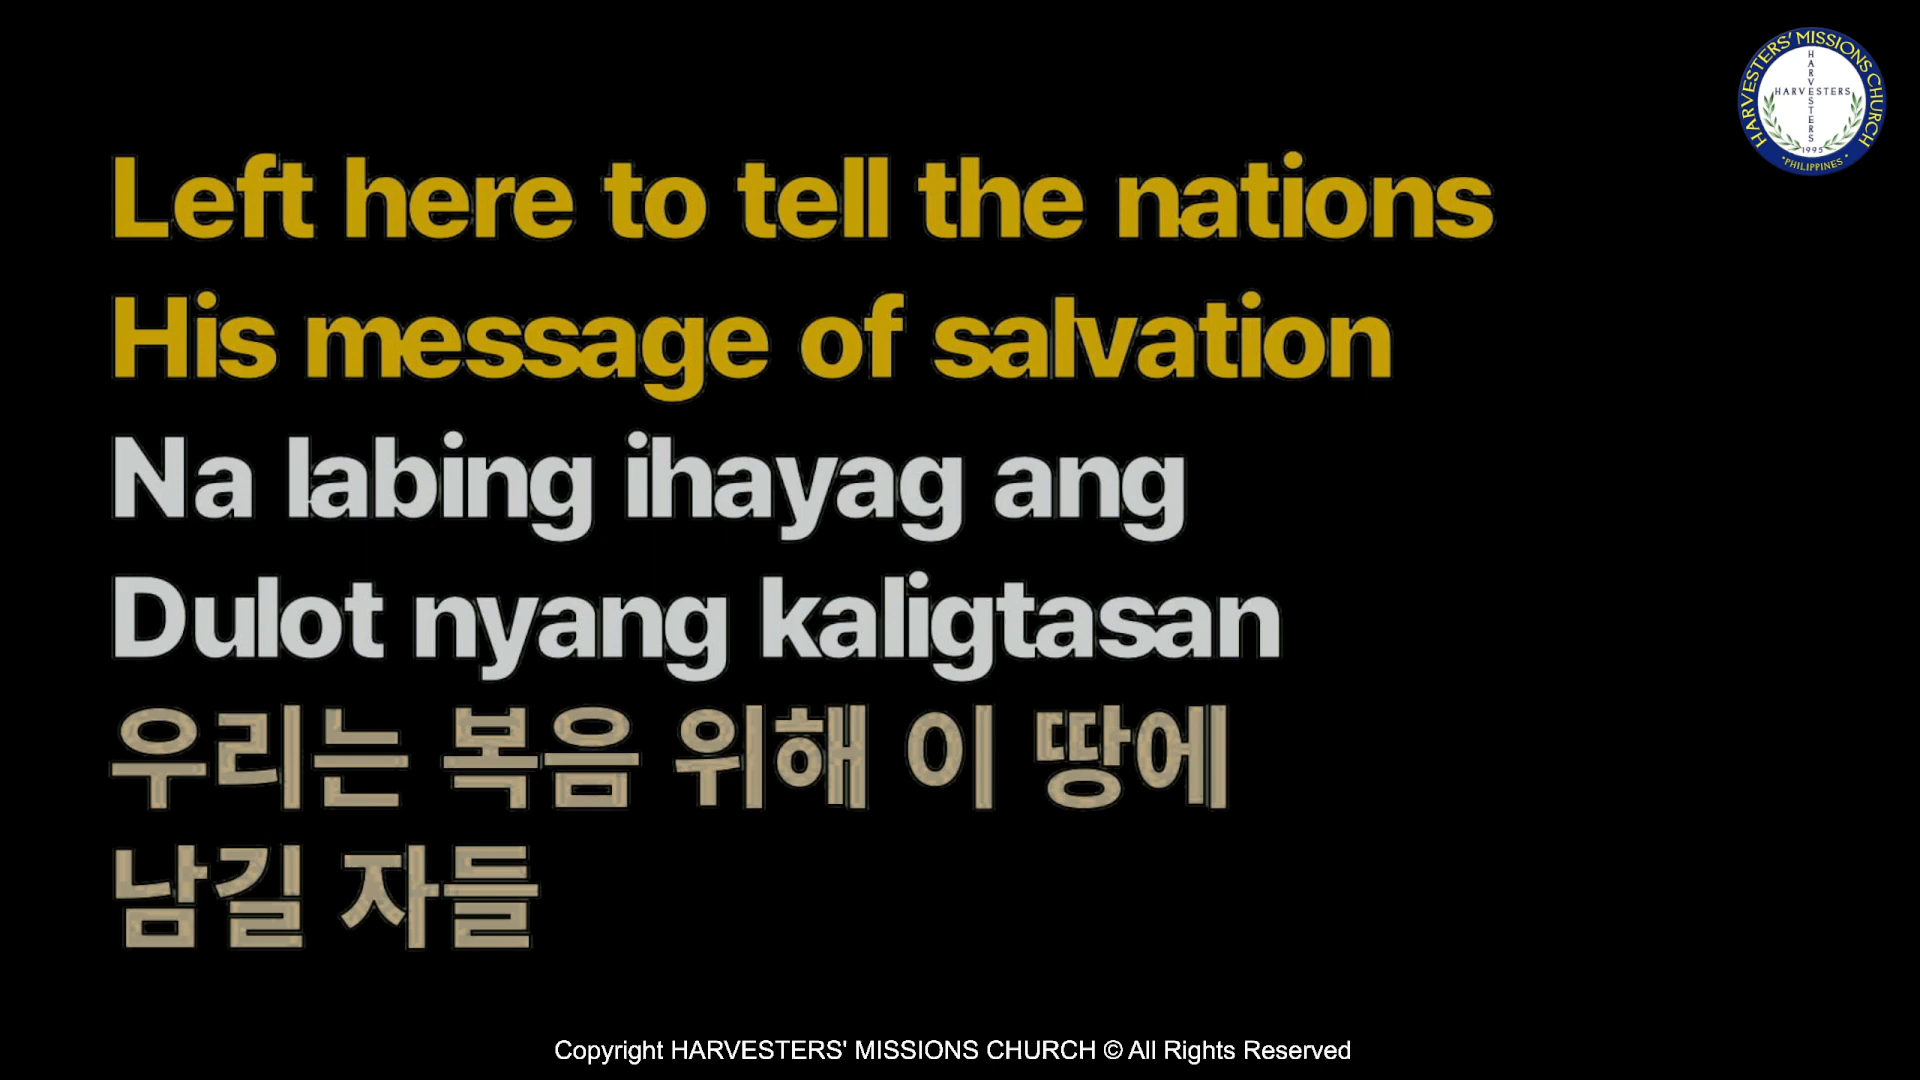 HARVESTERS' MISSIONS CHURCH
HARVESTERS
HARVESTERS
1995
•PHILIPPINES•
Left here to tell the nations
His message of salvation
Na labing ihayag ang
Dulot nyang kaligtasan
우리는 복음 위해 이 땅에
남길 자들
Copyright HARVESTERS' MISSIONS CHURCH © All Rights Reserved